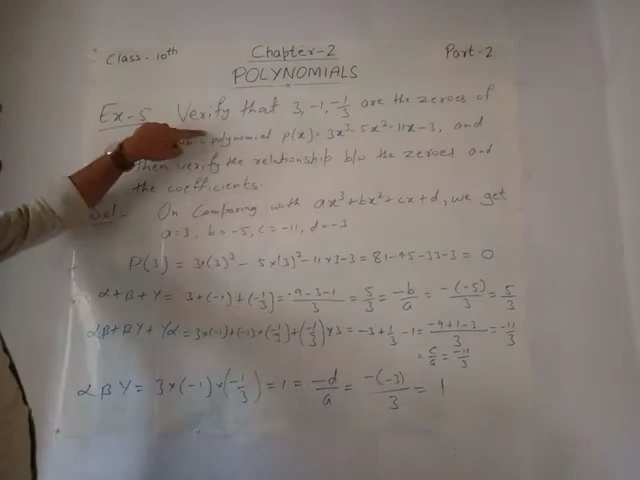 Class - 10th
Chapter-2
Part-2
POLYNOMIALS
Ex-5 Verify that 3, -1, -1/3 are the zeroes of
polynomial p(x) = 3x³ - 5x² - 11x - 3, and
then verify the relationship b/w the zeroes and
the coefficients.
Sol. On Comparing with ax³+bx²+cx+d, we get
a=3, b=-5, c=-11, d=-3
P(3) = 3×(3)³ - 5×(3)² - 11×3-3 = 81-45-33-3 = 0
α+β+γ = 3+(-1)+(-1/3) = -9-3-1/3 = 5/3 = -b/a = -(-5)/3 = 5/3
αβ+βγ+γα = 3×(-1)+(-1)×(-1/3)+(-1/3)×3 = -3+1/3-1 = -9+1-3/3 = -11/3
= c/a = -11/3
αβγ = 3×(-1)×(-1/3) = 1 = -d/a = -(-3)/3 = 1